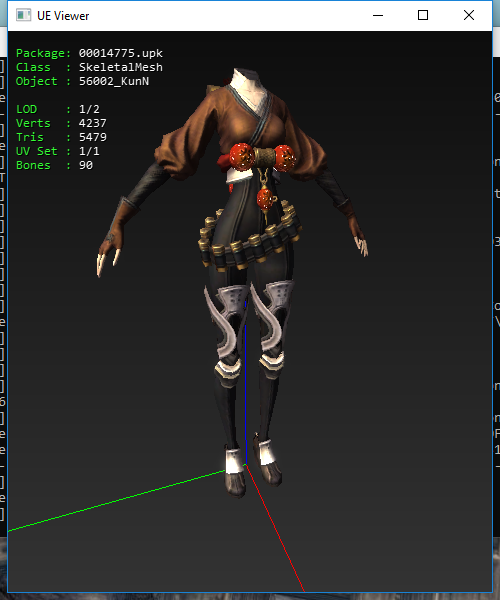 UE Viewer
Package: 00014775.upk
Class : SkeletalMesh
Object : 56002_KunN
LOD : 1/2
Verts : 4237
Tris : 5479
UV Set : 1/1
Bones : 90